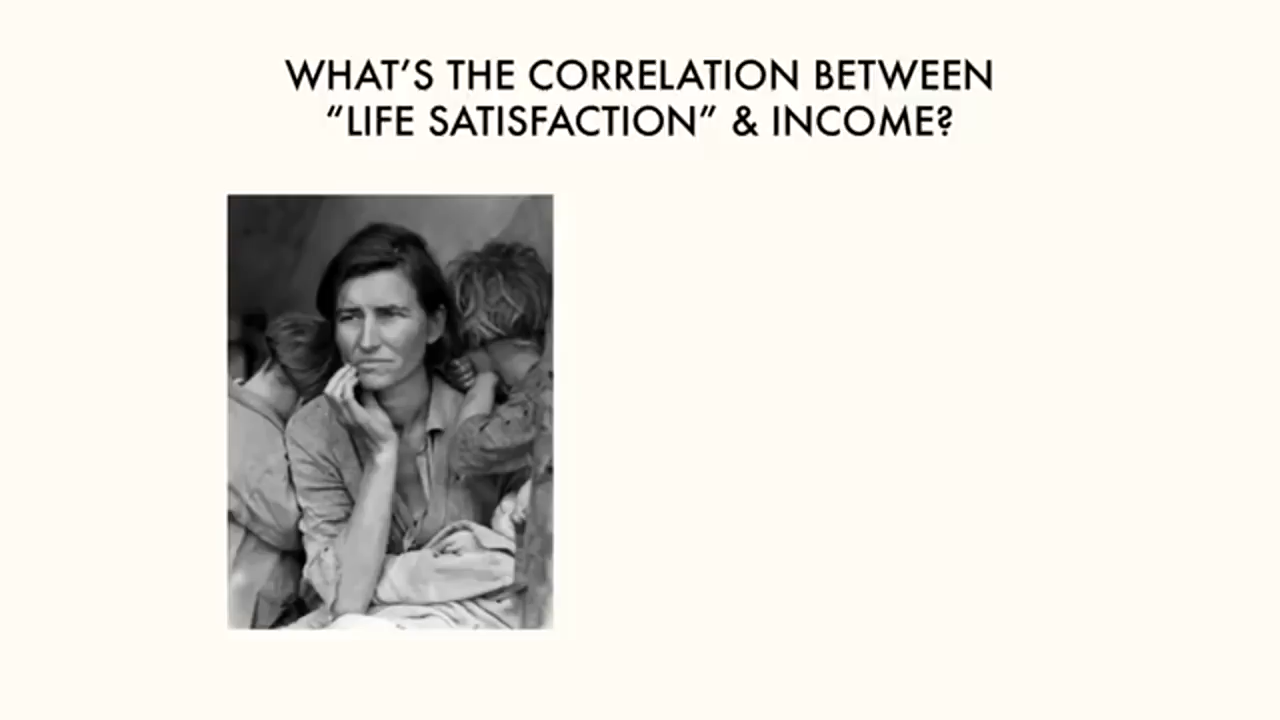 WHAT’S THE CORRELATION BETWEEN
“LIFE SATISFACTION” & INCOME?